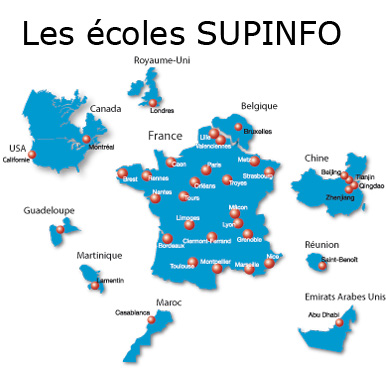 Les écoles SUPINFO
Royaume-Uni
Londres
Canada
Montréal
USA
Californie
Belgique
Bruxelles
France
Lille
Valenciennes
Caen
Paris
Metz
Strasbourg
Brest
Rennes
Orléans
Troyes
Nantes
Tours
Mâcon
Limoges
Lyon
Bordeaux
Clermont-Ferrand
Grenoble
Toulouse
Montpellier
Marseille
Nice
Chine
Beijing
Tianjin
Qingdao
Zhenjiang
Guadeloupe
Martinique
Lamentin
Réunion
Saint-Benoît
Maroc
Casablanca
Emirats Arabes Unis
Abu Dhabi